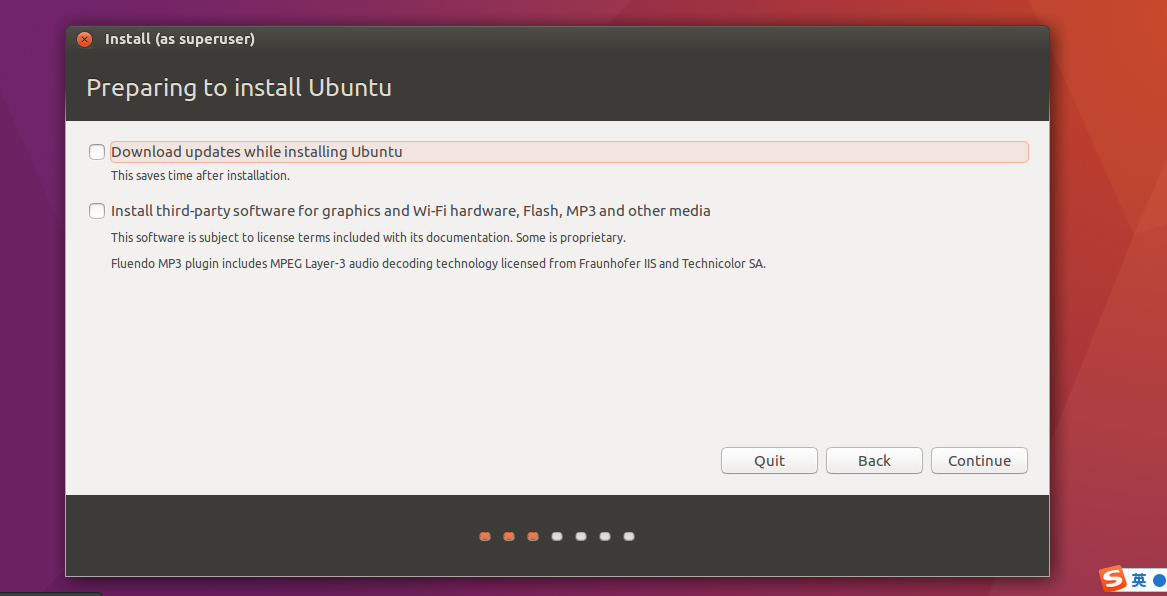 Install (as superuser)
Preparing to install Ubuntu
Download updates while installing Ubuntu
This saves time after installation.
Install third-party software for graphics and Wi-Fi hardware, Flash, MP3 and other media
This software is subject to license terms included with its documentation. Some is proprietary.
Fluendo MP3 plugin includes MPEG Layer-3 audio decoding technology licensed from Fraunhofer IIS and Technicolor SA.
Quit
Back
Continue
S 英